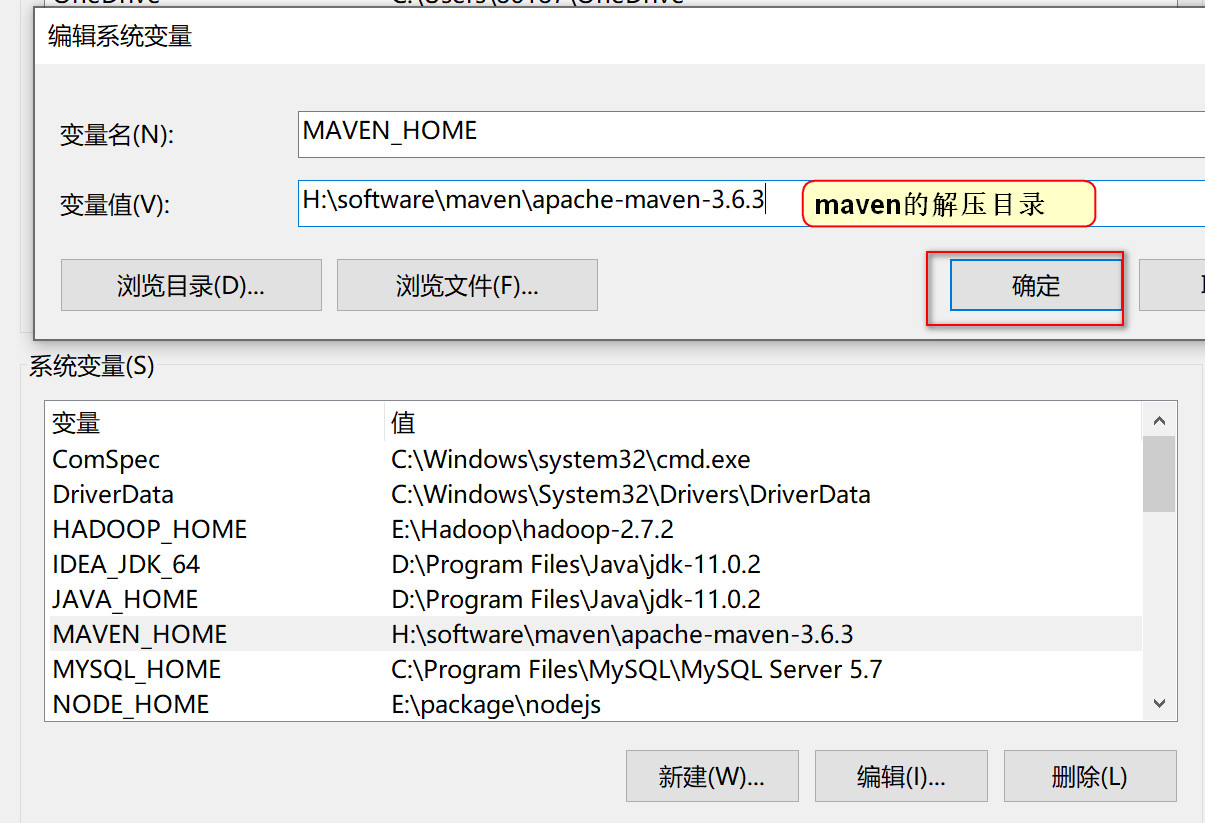 编辑系统变量
变量名(N):
MAVEN_HOME
变量值(V):
H:\software\maven\apache-maven-3.6.3
maven的解压目录
浏览目录(D)...
浏览文件(F)...
确定
系统变量(S)
变量 值
ComSpec C:\Windows\system32\cmd.exe
DriverData C:\Windows\System32\Drivers\DriverData
HADOOP_HOME E:\Hadoop\hadoop-2.7.2
IDEA_JDK_64 D:\Program Files\Java\jdk-11.0.2
JAVA_HOME D:\Program Files\Java\jdk-11.0.2
MAVEN_HOME H:\software\maven\apache-maven-3.6.3
MYSQL_HOME C:\Program Files\MySQL\MySQL Server 5.7
NODE_HOME E:\package\nodejs
新建(W)...
编辑(I)...
删除(L)